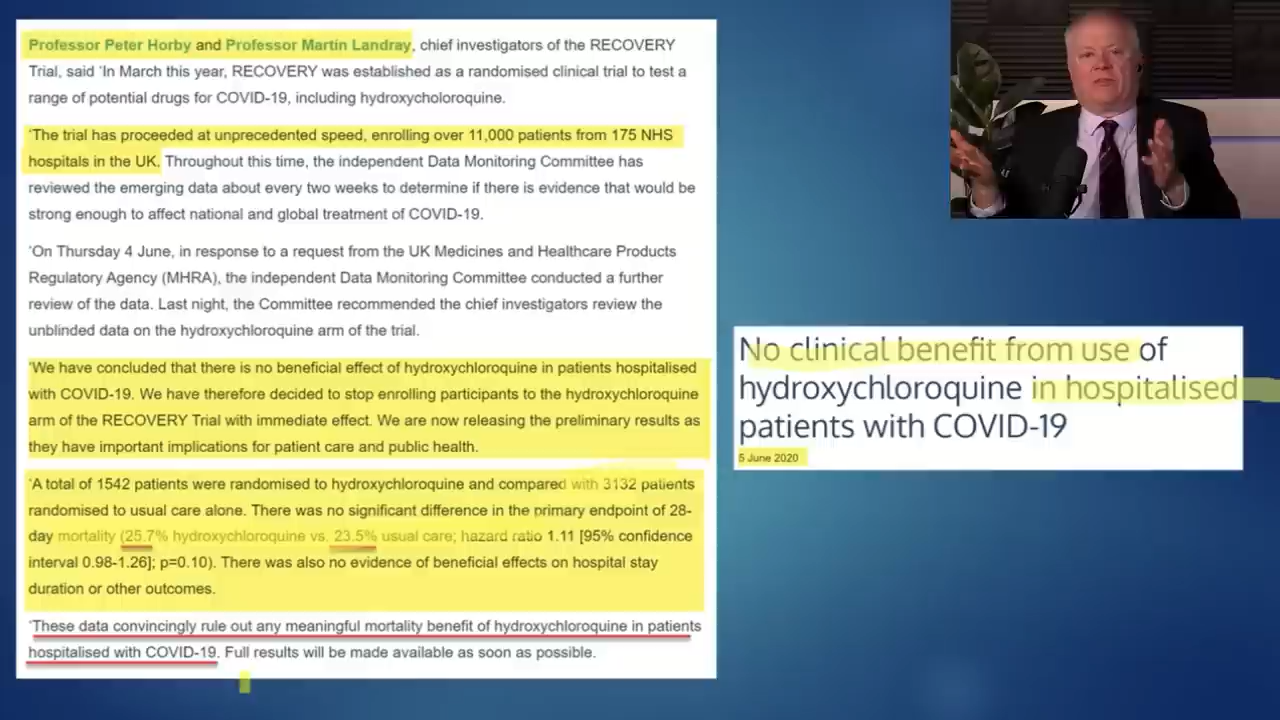 Professor Peter Horby and Professor Martin Landray, chief investigators of the RECOVERY
Trial, said ‘In March this year, RECOVERY was established as a randomised clinical trial to test a
range of potential drugs for COVID-19, including hydroxycholoroquine.
‘The trial has proceeded at unprecedented speed, enrolling over 11,000 patients from 175 NHS
hospitals in the UK. Throughout this time, the independent Data Monitoring Committee has
reviewed the emerging data about every two weeks to determine if there is evidence that would be
strong enough to affect national and global treatment of COVID-19.
‘On Thursday 4 June, in response to a request from the UK Medicines and Healthcare Products
Regulatory Agency (MHRA), the independent Data Monitoring Committee conducted a further
review of the data. Last night, the Committee recommended the chief investigators review the
unblinded data on the hydroxychloroquine arm of the trial.
‘We have concluded that there is no beneficial effect of hydroxychloroquine in patients hospitalised
with COVID-19. We have therefore decided to stop enrolling participants to the hydroxychloroquine
arm of the RECOVERY Trial with immediate effect. We are now releasing the preliminary results as
they have important implications for patient care and public health.
‘A total of 1542 patients were randomised to hydroxychloroquine and compared with 3132 patients
randomised to usual care alone. There was no significant difference in the primary endpoint of 28-
day mortality (25.7% hydroxychloroquine vs. 23.5% usual care; hazard ratio 1.11 [95% confidence
interval 0.98-1.26]; p=0.10). There was also no evidence of beneficial effects on hospital stay
duration or other outcomes.
‘These data convincingly rule out any meaningful mortality benefit of hydroxychloroquine in patients
hospitalised with COVID-19. Full results will be made available as soon as possible.
No clinical benefit from use of
hydroxychloroquine in hospitalised
patients with COVID-19
5 June 2020